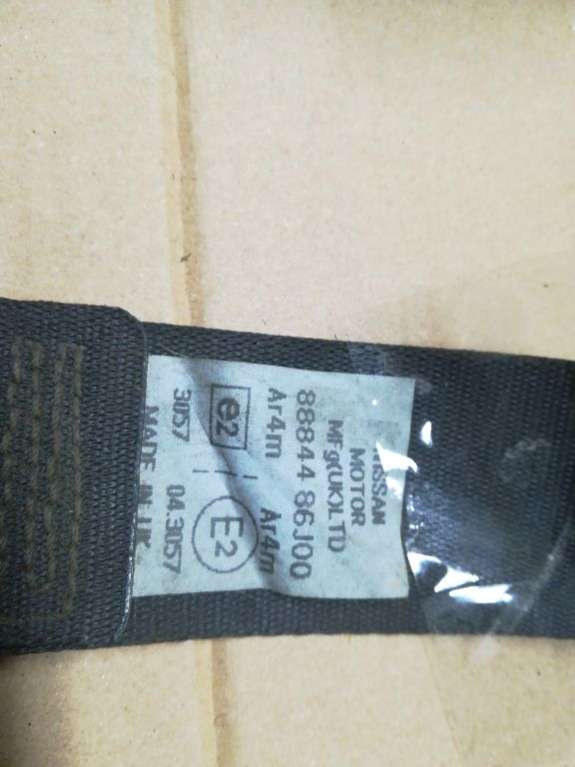 NISSAN
MOTOR
MFg(UK)LTD
88844 86J00
Ar4m Ar4m
e2 E2
3057 04.3057
MADE IN UK